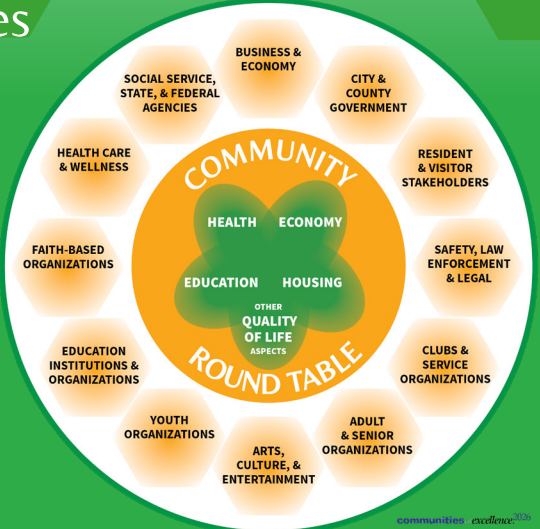 es
BUSINESS &
ECONOMY
CITY &
COUNTY
GOVERNMENT
RESIDENT
& VISITOR
STAKEHOLDERS
SAFETY, LAW
ENFORCEMENT
& LEGAL
CLUBS &
SERVICE
ORGANIZATIONS
ADULT
& SENIOR
ORGANIZATIONS
ARTS,
CULTURE, &
ENTERTAINMENT
YOUTH
ORGANIZATIONS
EDUCATION
INSTITUTIONS &
ORGANIZATIONS
FAITH-BASED
ORGANIZATIONS
HEALTH CARE
& WELLNESS
SOCIAL SERVICE,
STATE, & FEDERAL
AGENCIES
COMMUNITY
HEALTH
ECONOMY
EDUCATION
HOUSING
OTHER
QUALITY
OF LIFE
ASPECTS
ROUND TABLE
communities excellence 2026